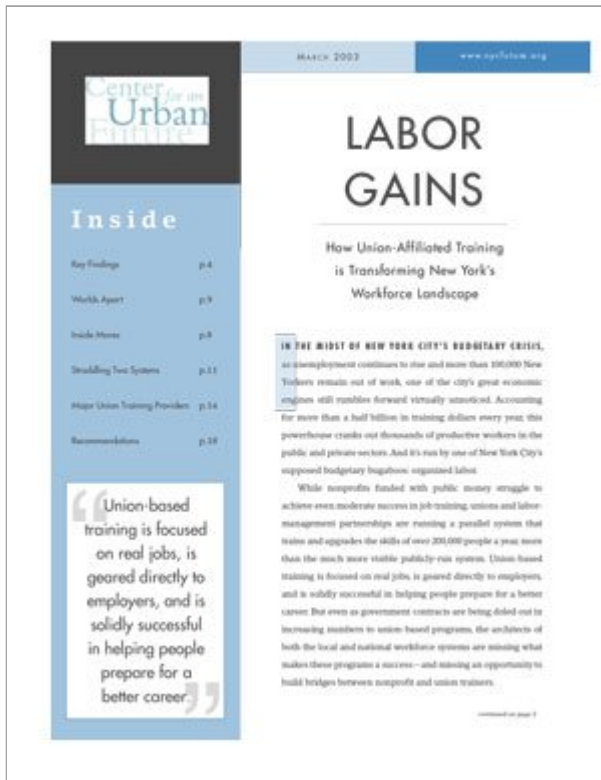 Center for an
Urban
Future
MARCH 2003
www.nycfuture.org
LABOR
GAINS
How Union-Affiliated Training
is Transforming New York's
Workforce Landscape
Inside
Key Findings p.4
Worlds Apart p.9
Inside Moves p.8
Straddling Two Systems p.11
Major Union Training Providers p.14
Recommendations p.19
“Union-based
training is focused
on real jobs, is
geared directly to
employers, and is
solidly successful
in helping people
prepare for a
better career.”
IN THE MIDST OF NEW YORK CITY'S BUDGETARY CRISIS,
as unemployment continues to rise and more than 100,000 New
Yorkers remain out of work, one of the city's great economic
engines still rumbles forward virtually unnoticed. Accounting
for more than a half billion in training dollars every year, this
powerhouse cranks out thousands of productive workers in the
public and private sectors. And it's run by one of New York City's
supposed budgetary bugaboos: organized labor.
While nonprofits funded with public money struggle to
achieve even moderate success in job training, unions and labor-
management partnerships are running a parallel system that
trains and upgrades the skills of over 200,000 people a year, more
than the much more visible publicly-run system. Union-based
training is focused on real jobs, is geared directly to employers,
and is solidly successful in helping people prepare for a better
career. But even as government contracts are being doled out in
increasing numbers to union-based programs, the architects of
both the local and national workforce systems are missing what
makes these programs a success—and missing an opportunity to
build bridges between nonprofit and union trainers.
continued on page 3